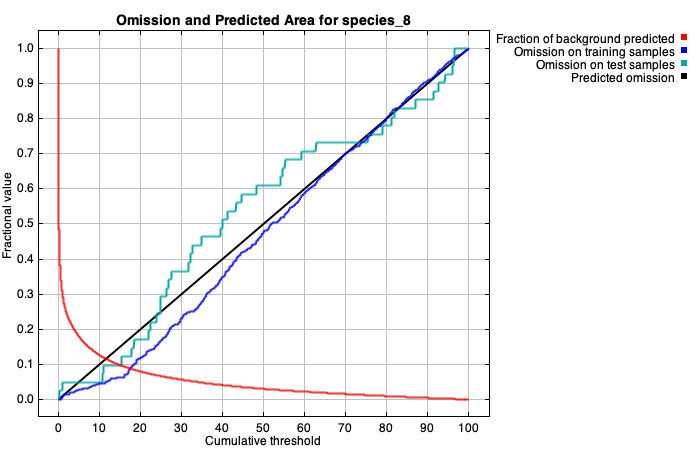 Omission and Predicted Area for species_8
Fraction of background predicted
Omission on training samples
Omission on test samples
Predicted omission
Fractional value
1.0
0.9
0.8
0.7
0.6
0.5
0.4
0.3
0.2
0.1
0.0
0 10 20 30 40 50 60 70 80 90 100
Cumulative threshold